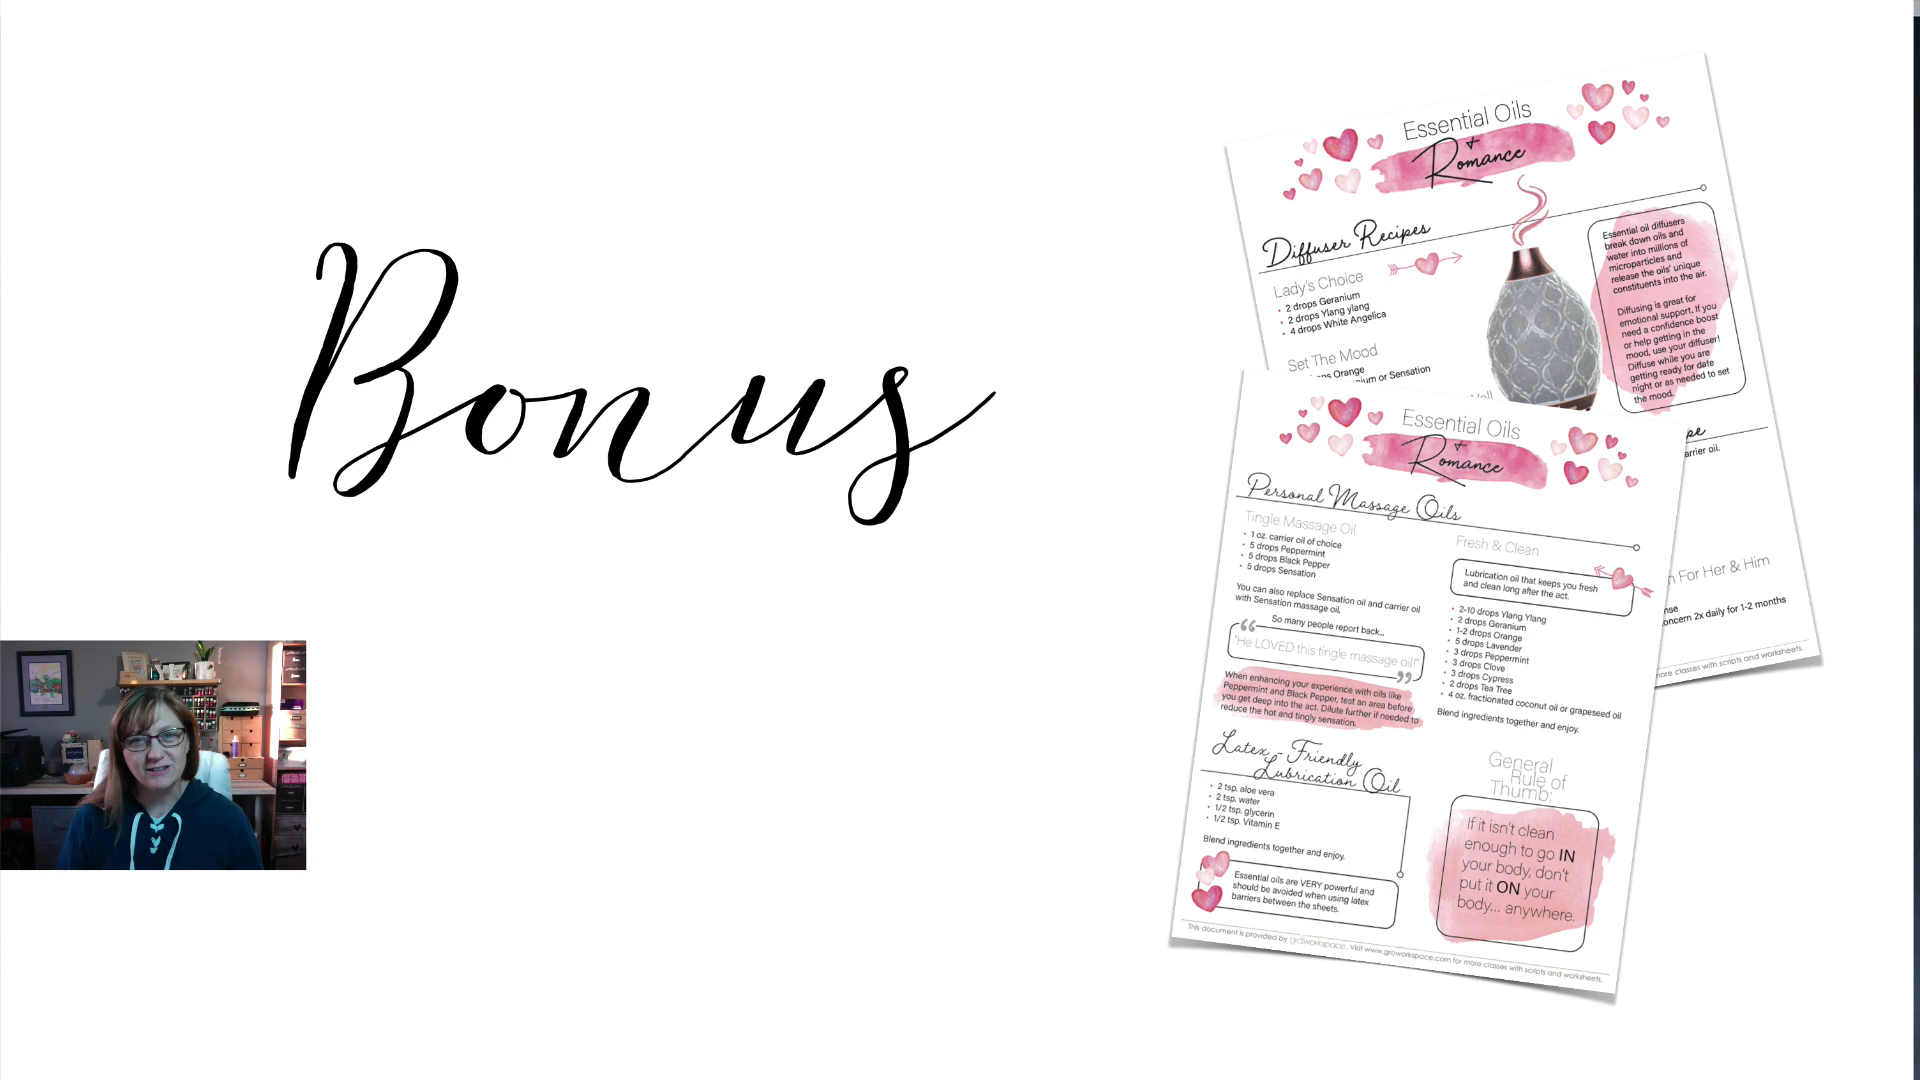 Bonus
Essential Oils
+
Romance
Diffuser Recipes
Lady's Choice
• 2 drops Geranium
• 2 drops Ylang ylang
• 4 drops White Angelica
Set The Mood
Orange
or Sensation
Essential oil diffusers
break down oils and
water into millions of
microparticles and
release the oils' unique
constituents into the air.
Diffusing is great for
emotional support. If you
need a confidence boost
or help getting in the
mood, use your diffuser!
Diffuse while you are
getting ready for date
night or as needed to set
the mood.
oil.
For Her & Him
2x daily for 1-2 months
more classes with scripts and worksheets.
Essential Oils
+
Romance
Personal Massage Oils
Tingle Massage Oil
• 1 oz. carrier oil of choice
• 5 drops Peppermint
• 5 drops Black Pepper
• 5 drops Sensation
You can also replace Sensation oil and carrier oil
with Sensation massage oil.
So many people report back...
"He LOVED this tingle massage oil!"
When enhancing your experience with oils like
Peppermint and Black Pepper, test an area before
you get deep into the act. Dilute further if needed to
reduce the hot and tingly sensation.
Latex - Friendly
Lubrication Oil
• 2 tsp. aloe vera
• 2 tsp. water
• 1/2 tsp. glycerin
• 1/2 tsp. Vitamin E
Blend ingredients together and enjoy.
Essential oils are VERY powerful and
should be avoided when using latex
barriers between the sheets.
Fresh & Clean
Lubrication oil that keeps you fresh
and clean long after the act.
• 2-10 drops Ylang Ylang
• 2 drops Geranium
• 1-2 drops Orange
• 5 drops Lavender
• 3 drops Peppermint
• 3 drops Clove
• 3 drops Cypress
• 2 drops Tea Tree
• 4 oz. fractionated coconut oil or grapeseed oil
Blend ingredients together and enjoy.
General
Rule of
Thumb:
If it isn't clean
enough to go IN
your body, don't
put it ON your
body... anywhere.
This document is provided by groworkspace. Visit www.groworkspace.com for more classes with scripts and worksheets.